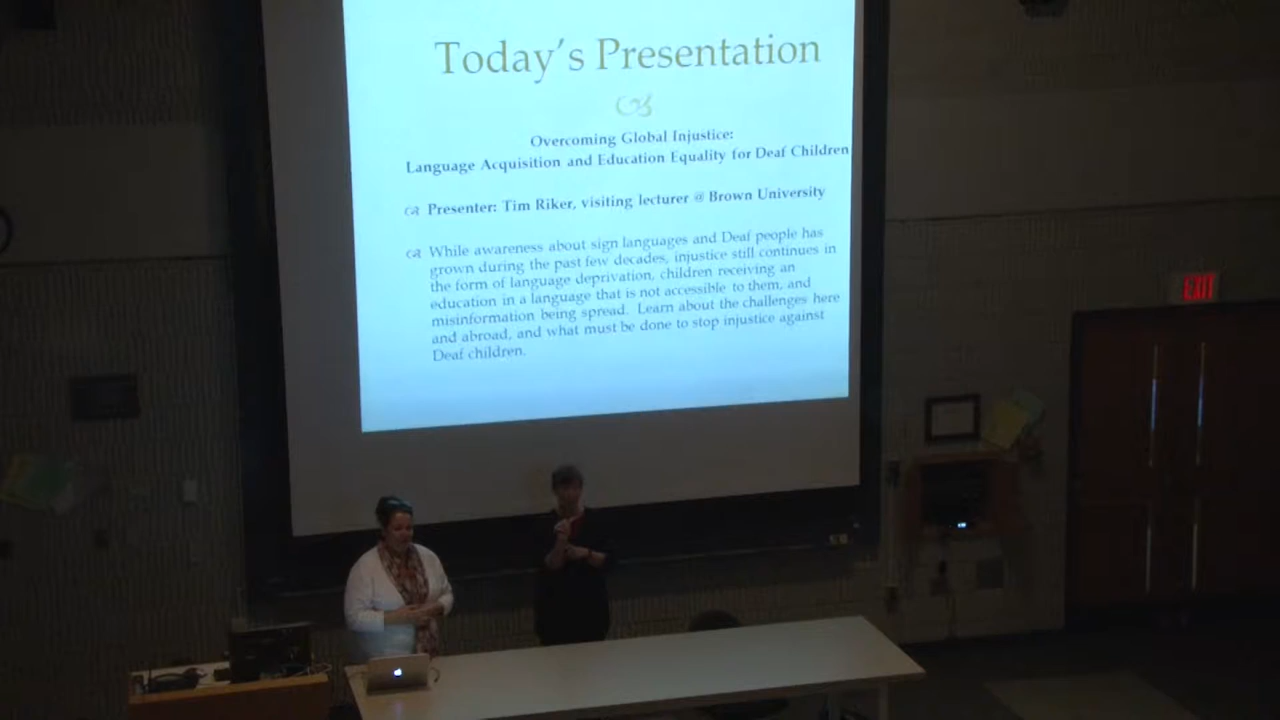 Today's Presentation
Overcoming Global Injustice:
Language Acquisition and Education Equality for Deaf Children
Presenter: Tim Riker, visiting lecturer @ Brown University
While awareness about sign languages and Deaf people has
grown during the past few decades, injustice still continues in
the form of language deprivation, children receiving an
education in a language that is not accessible to them, and
misinformation being spread. Learn about the challenges here
and abroad, and what must be done to stop injustice against
Deaf children.
EXIT